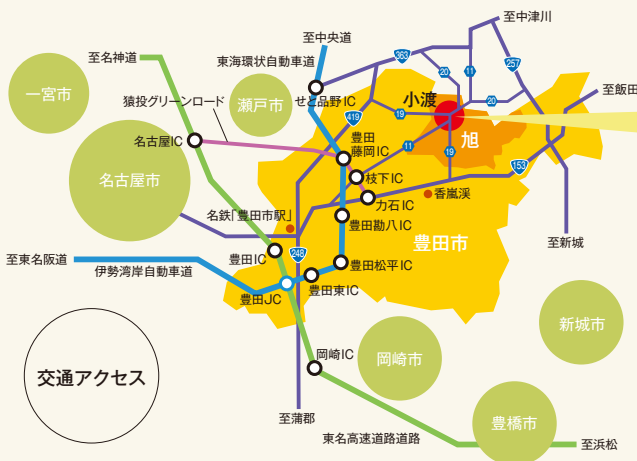 至中央道
至中津川
至名神道
東海環状自動車道
363
257
一宮市
瀬戸市
せと品野IC
20
11
至飯田
猿投グリーンロード
小渡
20
419
19
旭
名古屋IC
豊田
藤岡IC
11
19
153
名古屋市
枝下IC
力石IC
香嵐渓
名鉄「豊田市駅」
豊田勘八IC
豊田市
至新城
豊田IC
248
至東名阪道
伊勢湾岸自動車道
豊田松平IC
豊田JC
豊田東IC
新城市
岡崎IC
岡崎市
交通アクセス
至蒲郡
豊橋市
東名高速道路道路
至浜松